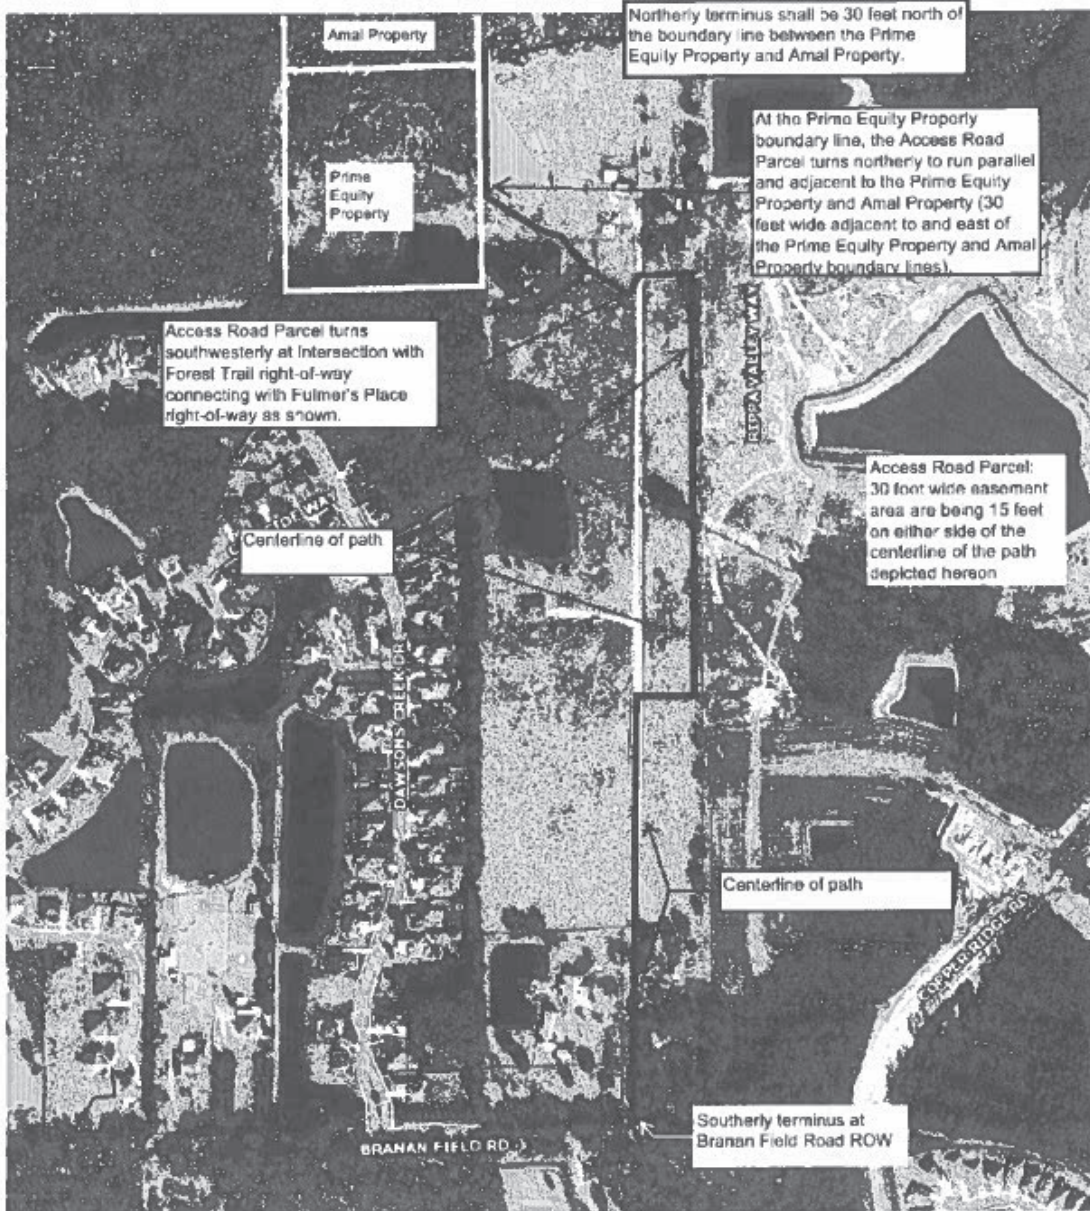 Amal Property
Northerly terminus shall be 30 feet north of
the boundary line between the Prime
Equity Property and Amal Property.
At the Prime Equity Property
boundary line, the Access Road
Parcel turns northerly to run parallel
and adjacent to the Prime Equity
Property and Amal Property (30
feet wide adjacent to and east of
the Prime Equity Property and Amal
Property boundary lines).
Prime
Equity
Property
RIPPA VALLEY WAY
Access Road Parcel turns
southwesterly at Intersection with
Forest Trail right-of-way
connecting with Fulmer's Place
right-of-way as shown.
Access Road Parcel:
30 foot wide easement
area are being 15 feet
on either side of the
centerline of the path
depicted hereon
Centerline of path
DAWSONS CREEK DR
Centerline of path
COPPER RIDGE RD
Southerly terminus at
Branan Field Road ROW
BRANAN FIELD RD